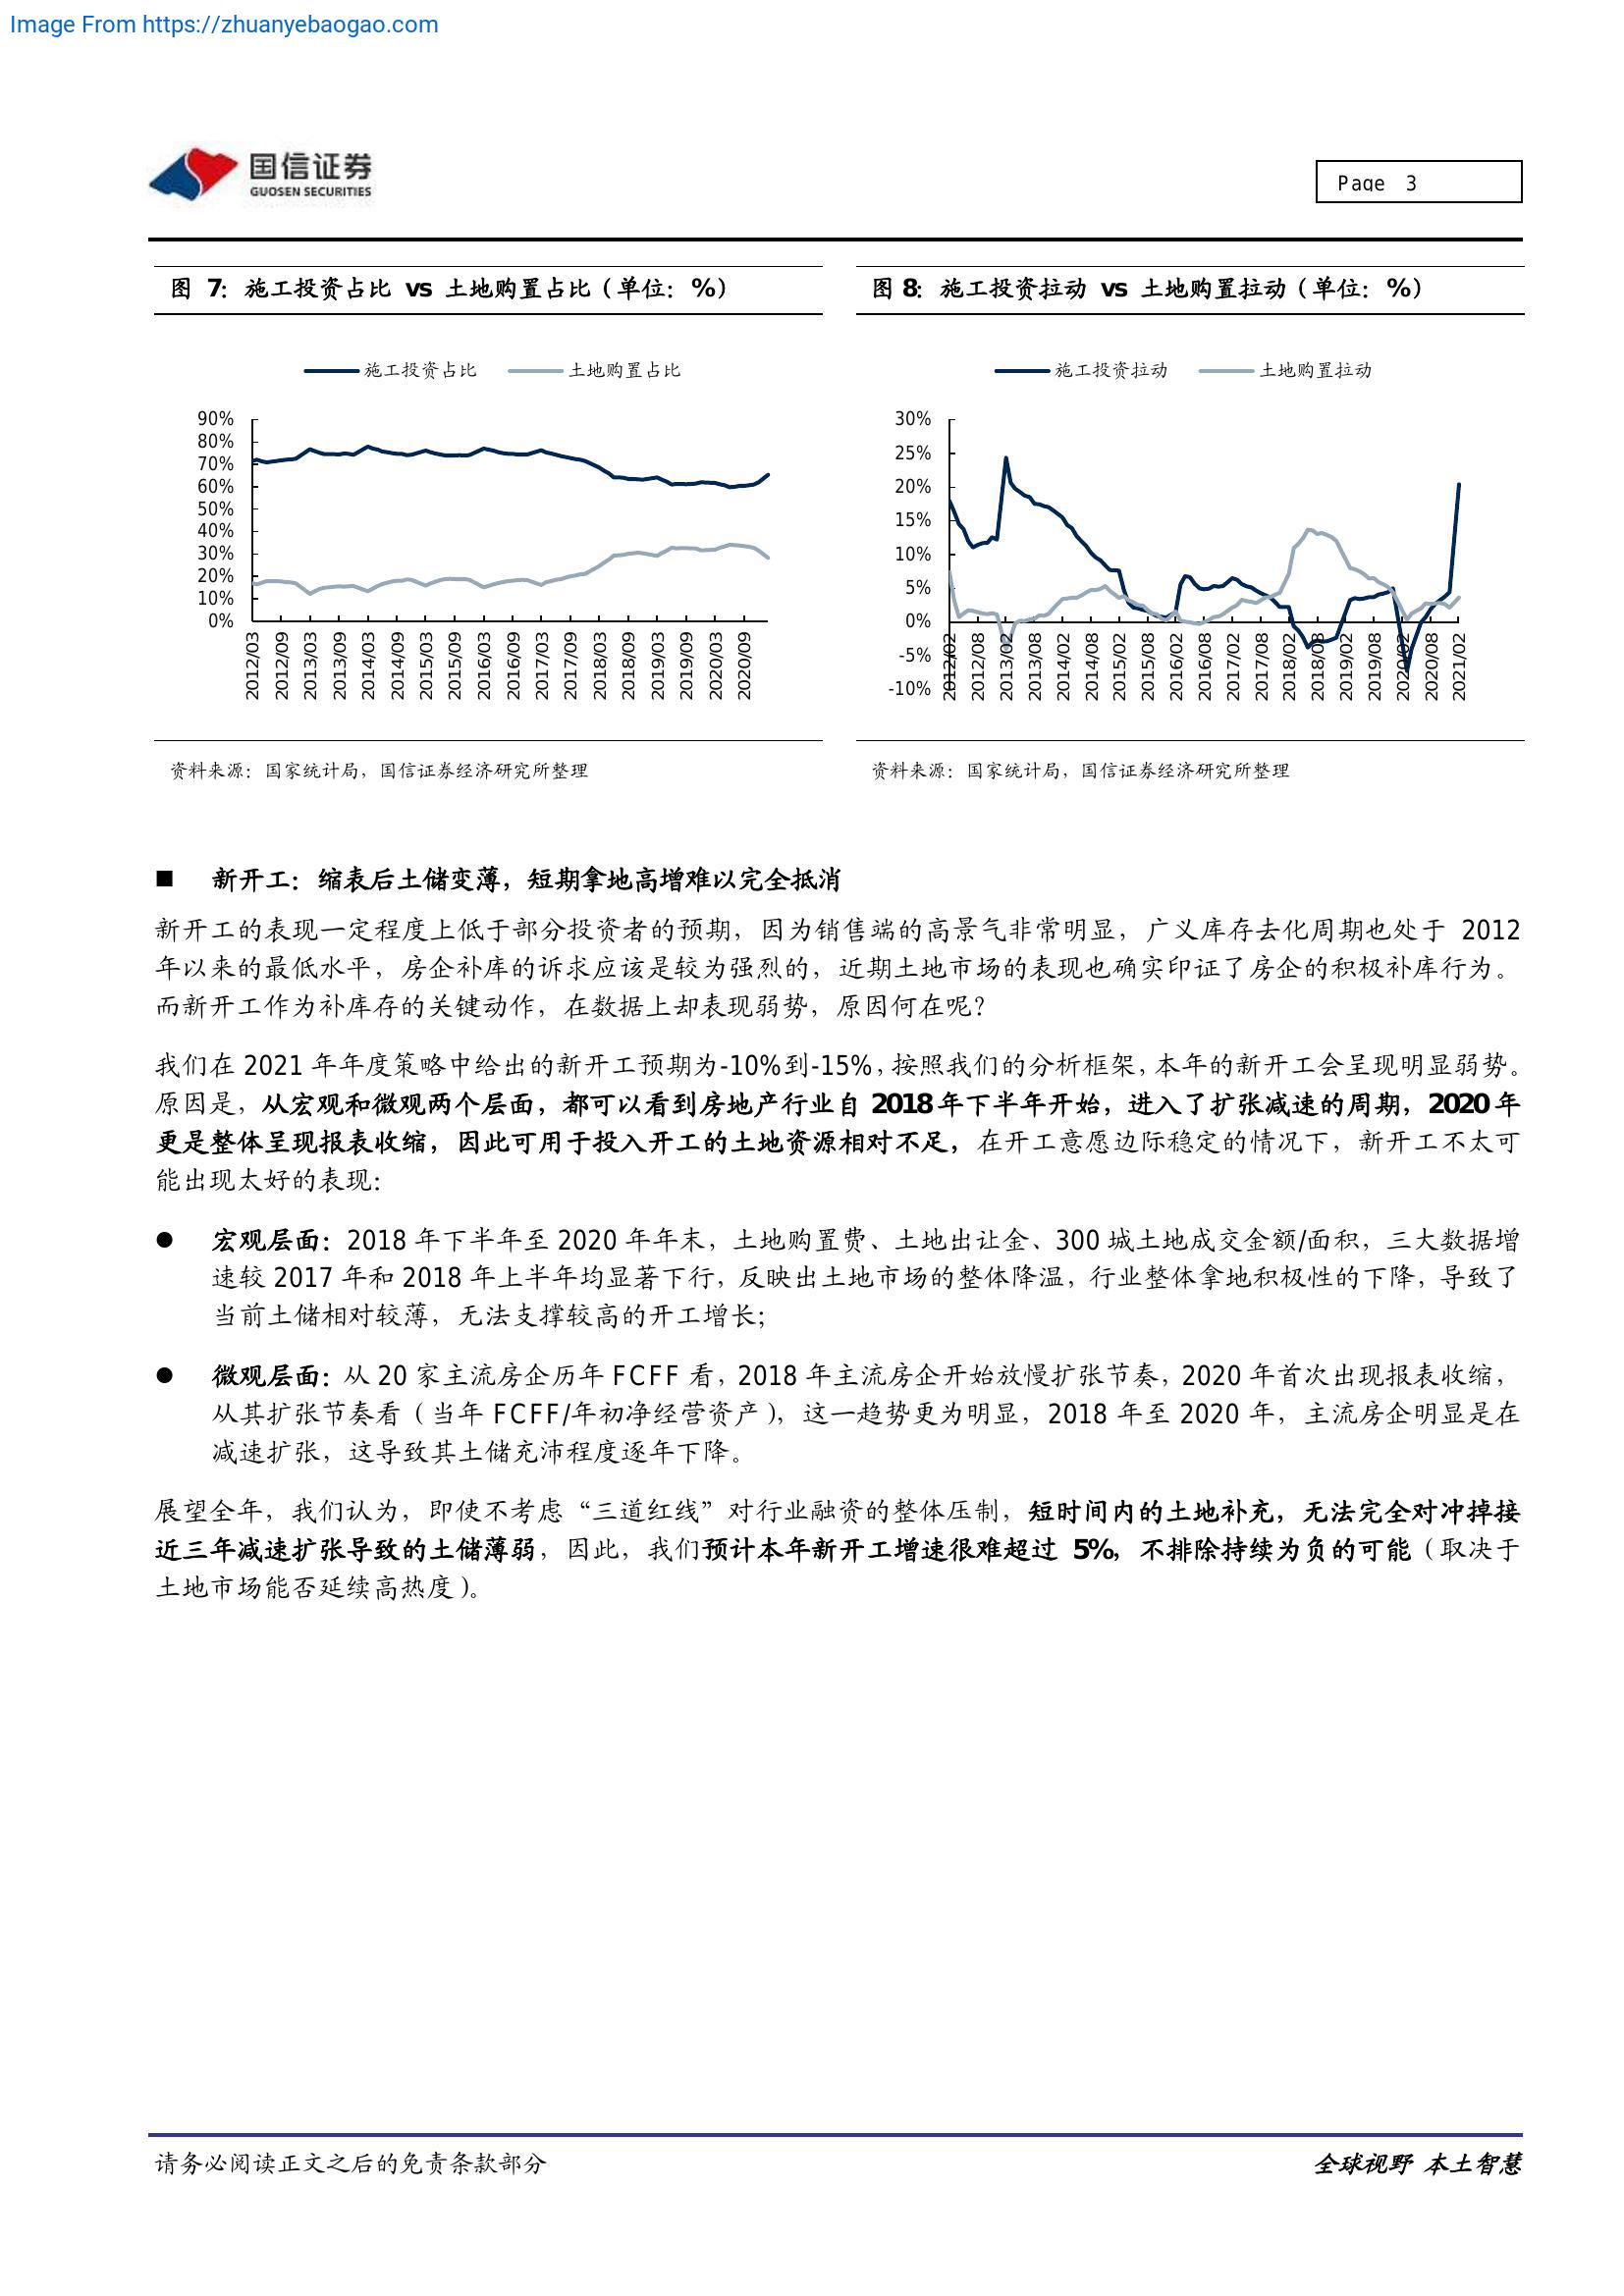 Image From https://zhuanyebaogao.com
国信证券
GUOSEN SECURITIES
Page 3
图 7：施工投资占比 vs 土地购置占比（单位：%）
施工投资占比 土地购置占比
90%
80%
70%
60%
50%
40%
30%
20%
10%
0%
2012/03 2012/09 2013/03 2013/09 2014/03 2014/09 2015/03 2015/09 2016/03 2016/09 2017/03 2017/09 2018/03 2018/09 2019/03 2019/09 2020/03 2020/09
资料来源：国家统计局，国信证券经济研究所整理
图 8：施工投资拉动 vs 土地购置拉动（单位：%）
施工投资拉动 土地购置拉动
30%
25%
20%
15%
10%
5%
0%
-5%
-10%
2012/02 2012/08 2013/02 2013/08 2014/02 2014/08 2015/02 2015/08 2016/02 2016/08 2017/02 2017/08 2018/02 2018/08 2019/02 2019/08 2020/02 2020/08 2021/02
资料来源：国家统计局，国信证券经济研究所整理
■ 新开工：缩表后土储变薄，短期拿地高增难以完全抵消
新开工的表现一定程度上低于部分投资者的预期，因为销售端的高景气非常明显，广义库存去化周期也处于 2012
年以来的最低水平，房企补库的诉求应该是较为强烈的，近期土地市场的表现也确实印证了房企的积极补库行为。
而新开工作为补库存的关键动作，在数据上却表现弱势，原因何在呢？
我们在 2021 年年度策略中给出的新开工预期为-10%到-15%，按照我们的分析框架，本年的新开工会呈现明显弱势。
原因是，从宏观和微观两个层面，都可以看到房地产行业自 2018 年下半年开始，进入了扩张减速的周期，2020 年
更是整体呈现报表收缩，因此可用于投入开工的土地资源相对不足，在开工意愿边际稳定的情况下，新开工不太可
能出现太好的表现：
● 宏观层面：2018 年下半年至 2020 年年末，土地购置费、土地出让金、300 城土地成交金额/面积，三大数据增
速较 2017 年和 2018 年上半年均显著下行，反映出土地市场的整体降温，行业整体拿地积极性的下降，导致了
当前土储相对较薄，无法支撑较高的开工增长；
● 微观层面：从 20 家主流房企历年 FCFF 看，2018 年主流房企开始放慢扩张节奏，2020 年首次出现报表收缩，
从其扩张节奏看（当年 FCFF/年初净经营资产），这一趋势更为明显，2018 年至 2020 年，主流房企明显是在
减速扩张，这导致其土储充沛程度逐年下降。
展望全年，我们认为，即使不考虑“三道红线”对行业融资的整体压制，短时间内的土地补充，无法完全对冲掉接
近三年减速扩张导致的土储薄弱，因此，我们预计本年新开工增速很难超过 5%，不排除持续为负的可能（取决于
土地市场能否延续高热度）。
请务必阅读正文之后的免责条款部分
全球视野 本土智慧